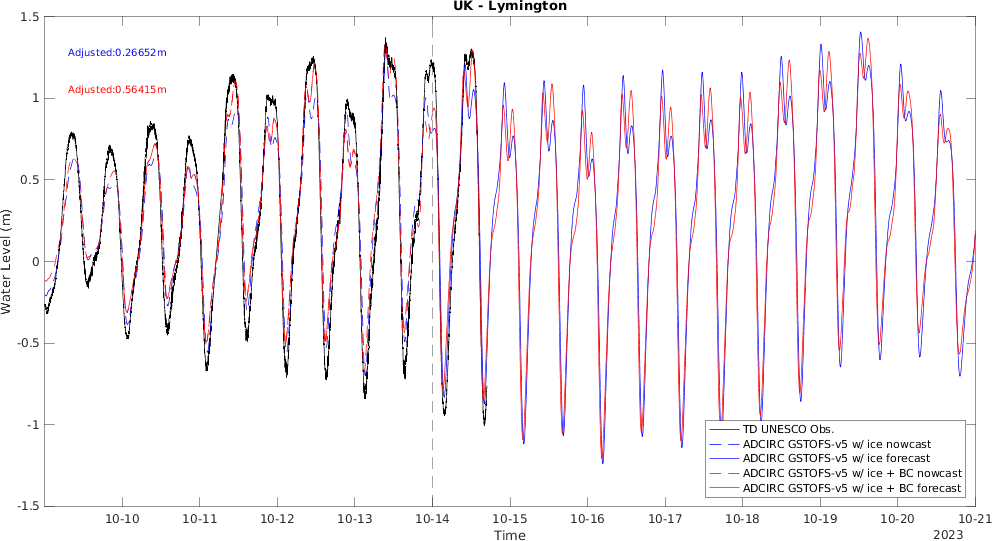 UK - Lymington
1.5
1
0.5
0
-0.5
-1
-1.5
Water Level (m)
Adjusted:0.26652m
Adjusted:0.56415m
TD UNESCO Obs.
ADCIRC GSTOFS-v5 w/ ice nowcast
ADCIRC GSTOFS-v5 w/ ice forecast
ADCIRC GSTOFS-v5 w/ ice + BC nowcast
ADCIRC GSTOFS-v5 w/ ice + BC forecast
10-10 10-11 10-12 10-13 10-14 10-15 10-16 10-17 10-18 10-19 10-20 10-21
Time
2023